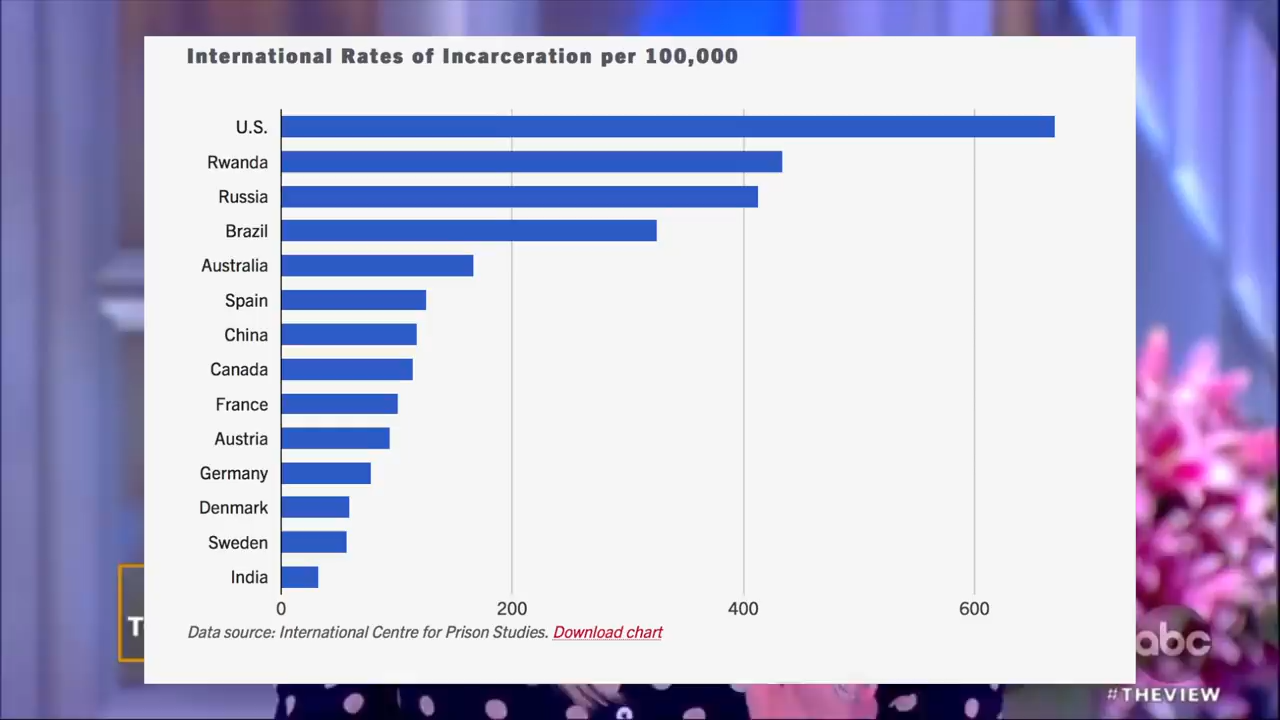 International Rates of Incarceration per 100,000
U.S.
Rwanda
Russia
Brazil
Australia
Spain
China
Canada
France
Austria
Germany
Denmark
Sweden
India
0 200 400 600
Data source: International Centre for Prison Studies. Download chart
T
abc
#THEVIEW